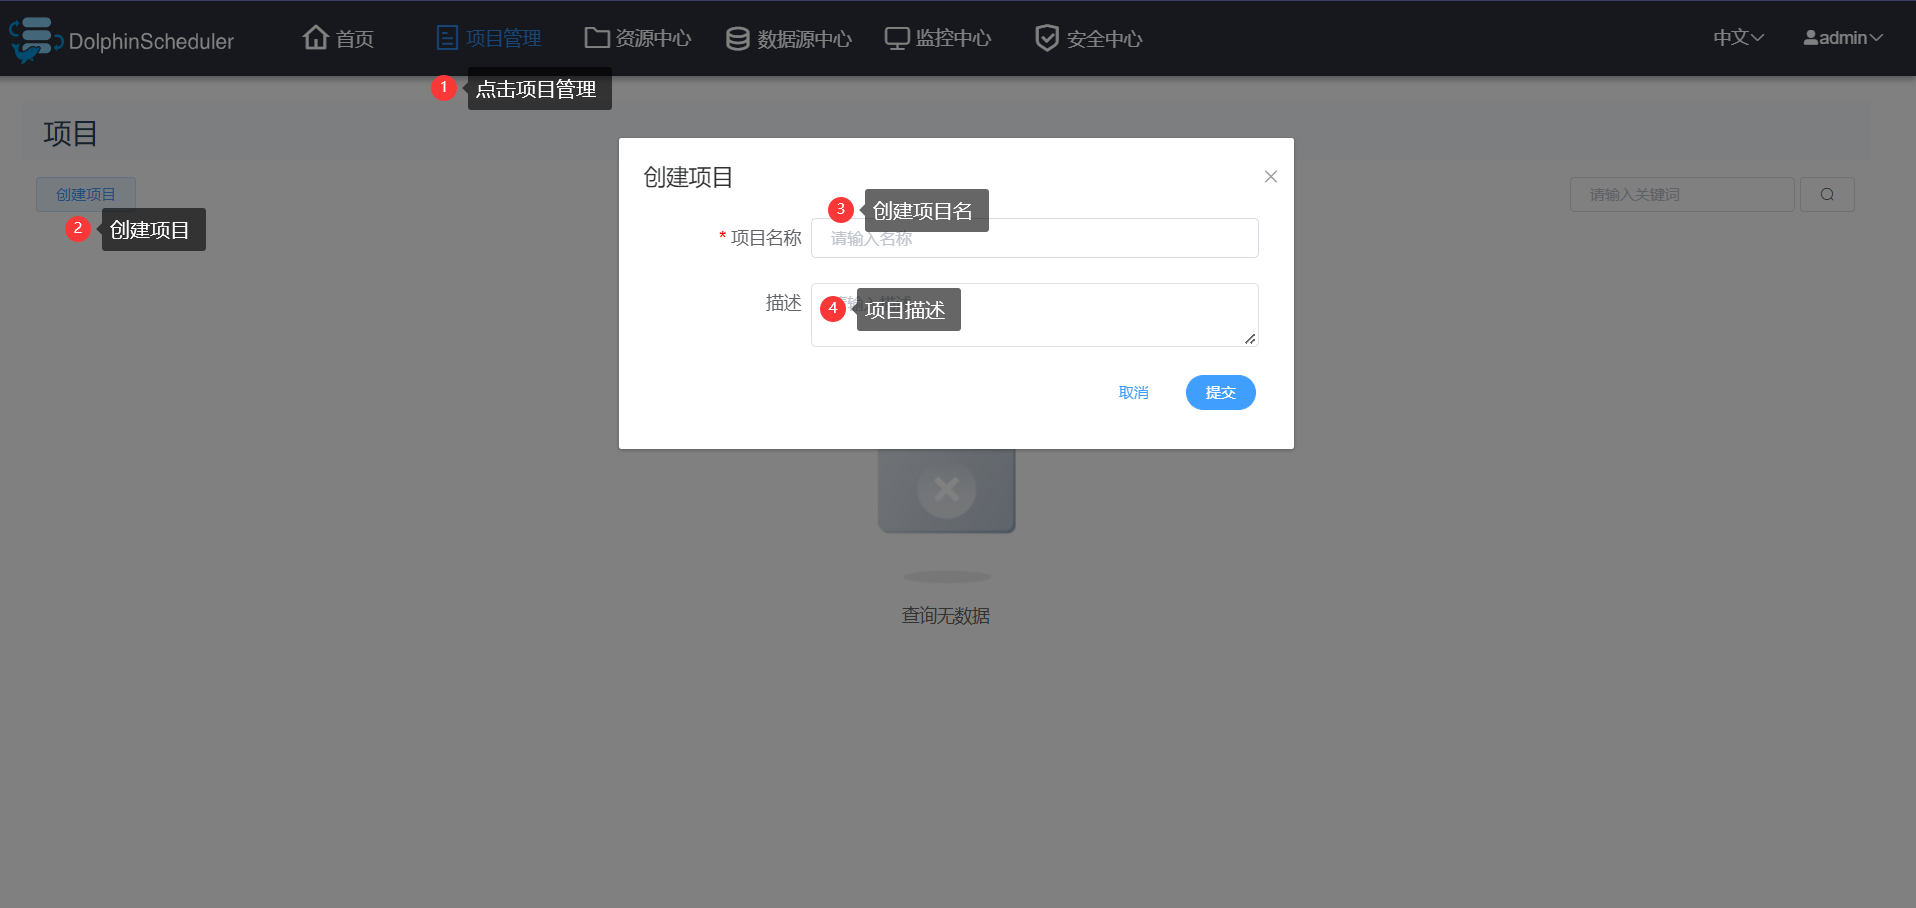 DolphinScheduler
首页
项目管理
资源中心
数据源中心
监控中心
安全中心
中文
admin
1
点击项目管理
项目
创建项目
2
创建项目
请输入关键词
创建项目
3
创建项目名
* 项目名称
请输入名称
描述
4
项目描述
取消
提交
查询无数据